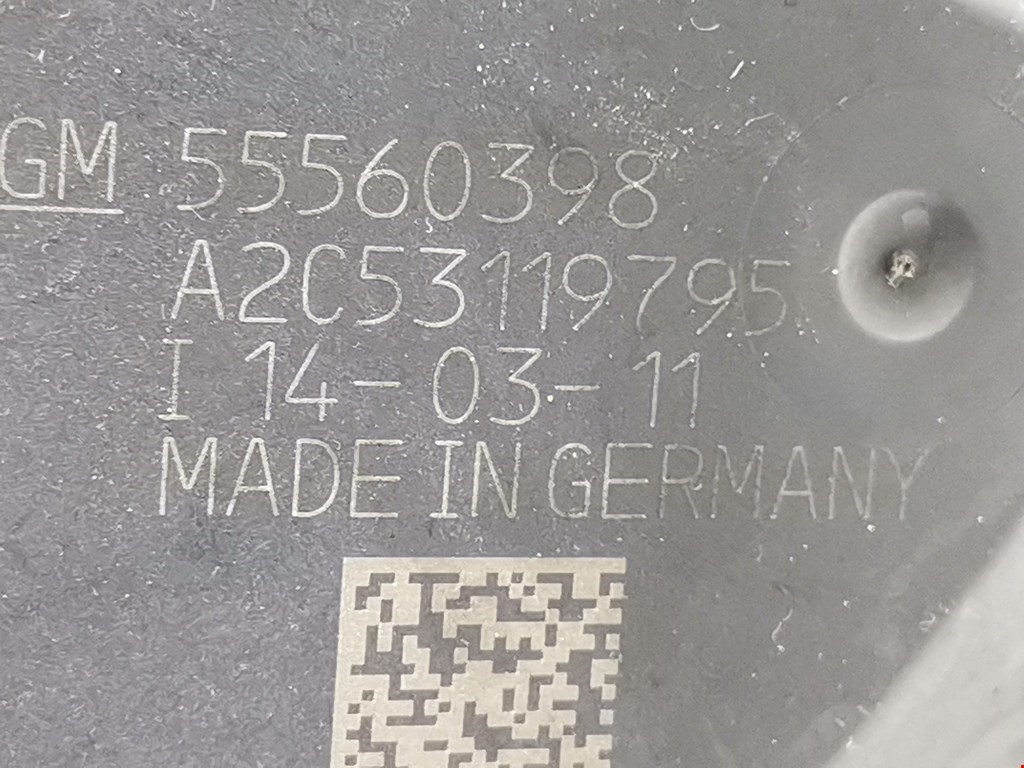 GM 55560398
A2C53119795
I 14-03-11
MADE IN GERMANY